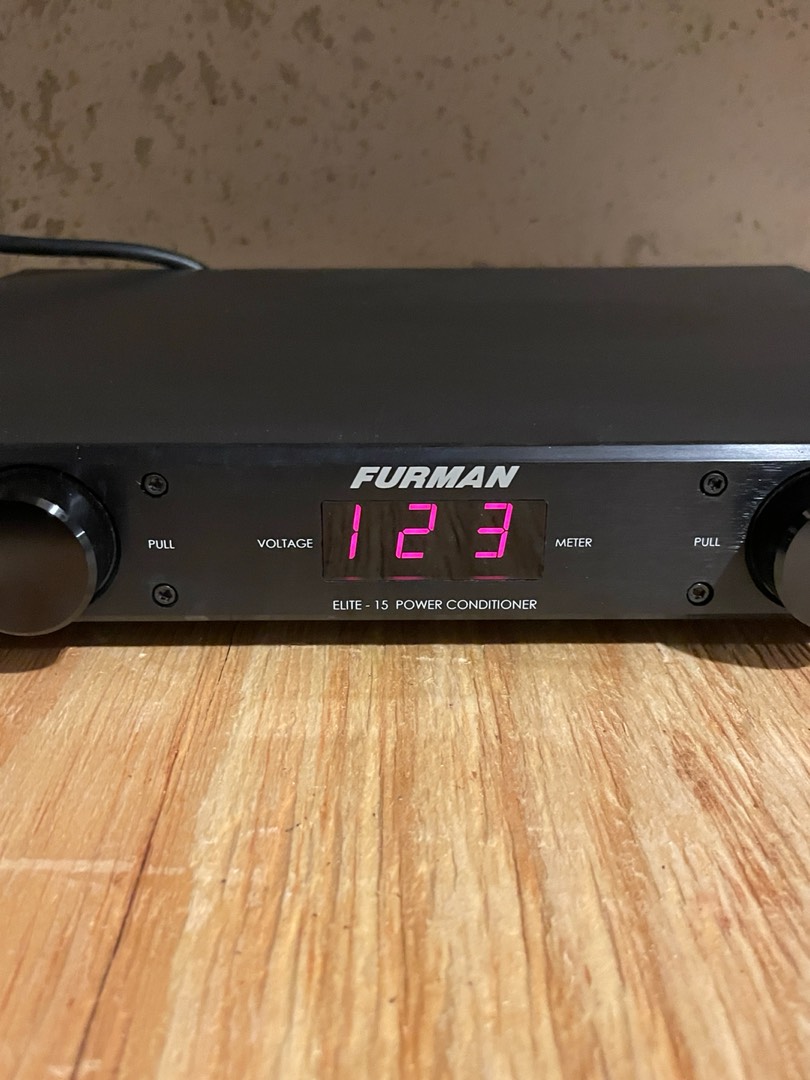 FURMAN
PULL
VOLTAGE
123
METER
PULL
ELITE - 15 POWER CONDITIONER